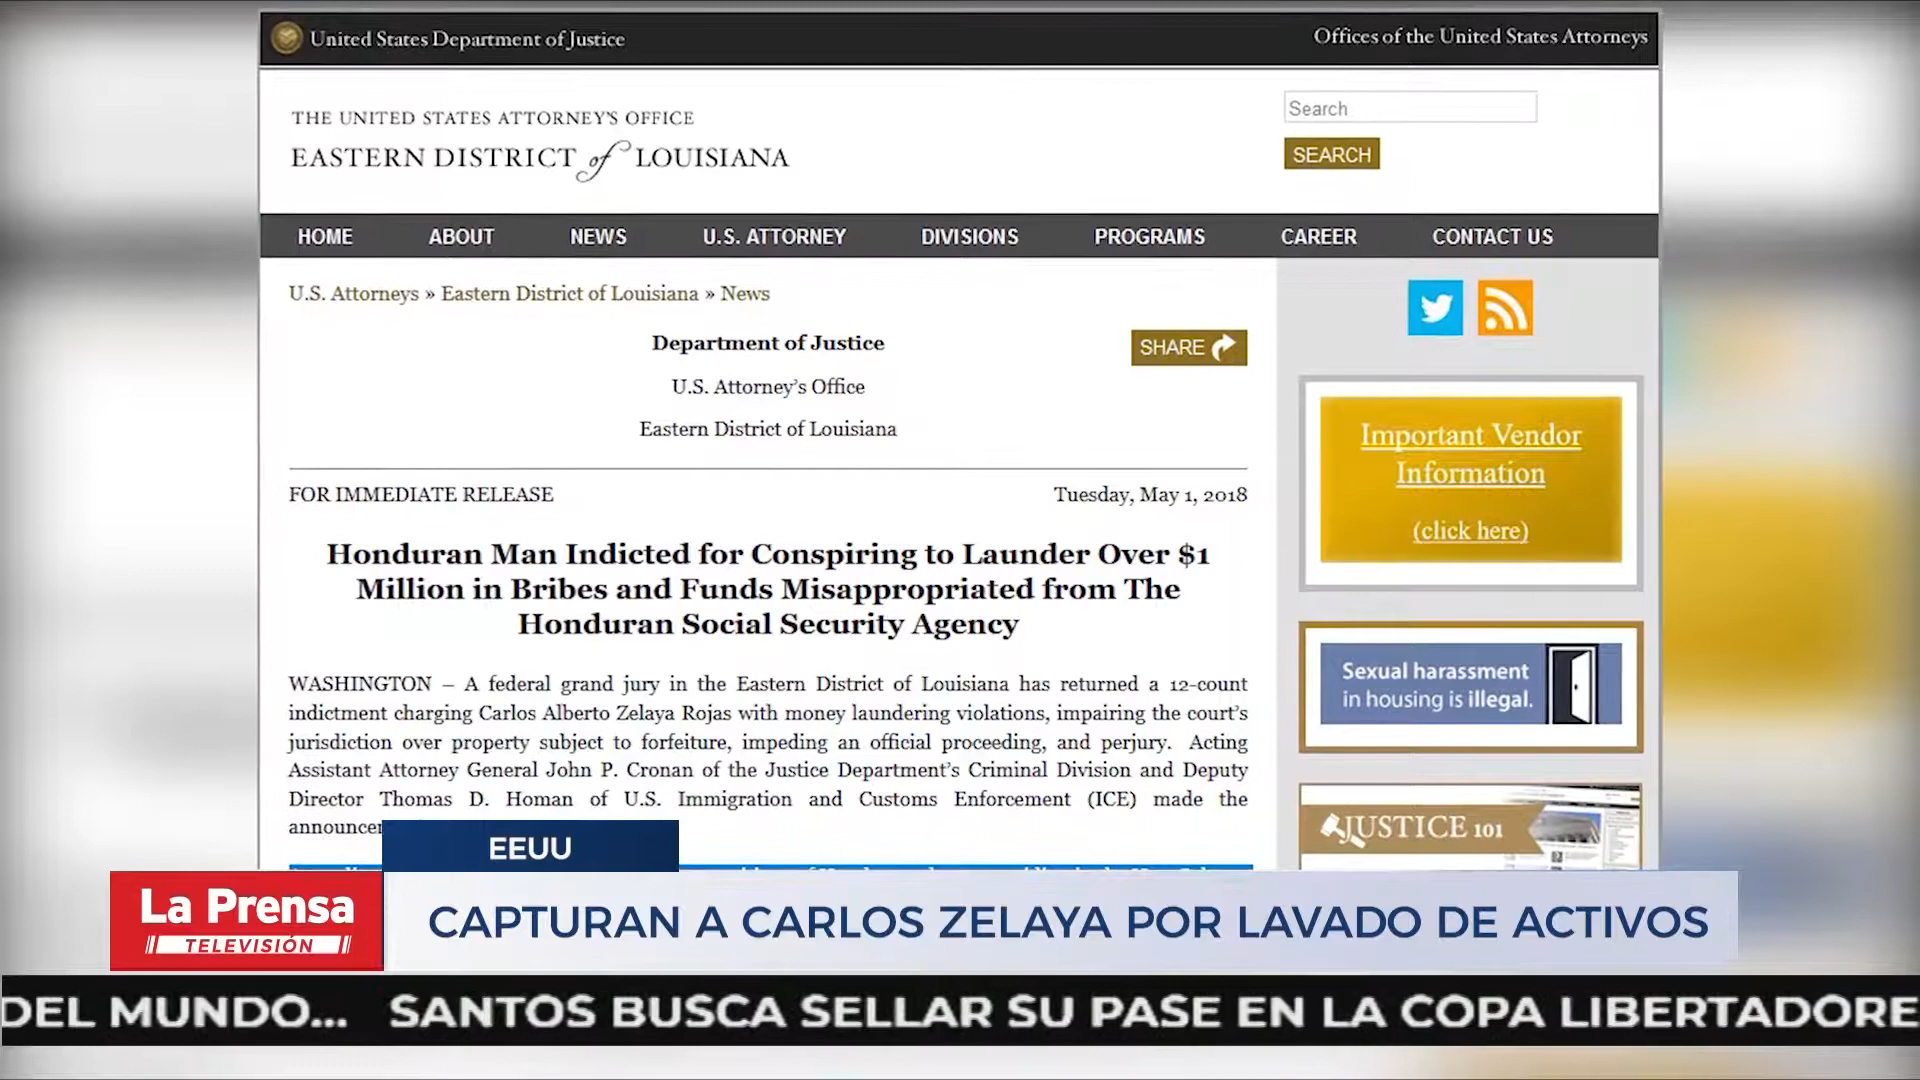 United States Department of Justice
Offices of the United States Attorneys
THE UNITED STATES ATTORNEY'S OFFICE
EASTERN DISTRICT of LOUISIANA
Search
SEARCH
HOME ABOUT NEWS U.S. ATTORNEY DIVISIONS PROGRAMS CAREER CONTACT US
U.S. Attorneys » Eastern District of Louisiana » News
Department of Justice
SHARE
U.S. Attorney's Office
Eastern District of Louisiana
FOR IMMEDIATE RELEASE
Tuesday, May 1, 2018
Honduran Man Indicted for Conspiring to Launder Over $1
Million in Bribes and Funds Misappropriated from The
Honduran Social Security Agency
WASHINGTON – A federal grand jury in the Eastern District of Louisiana has returned a 12-count
indictment charging Carlos Alberto Zelaya Rojas with money laundering violations, impairing the court's
jurisdiction over property subject to forfeiture, impeding an official proceeding, and perjury. Acting
Assistant Attorney General John P. Cronan of the Justice Department's Criminal Division and Deputy
Director Thomas D. Homan of U.S. Immigration and Customs Enforcement (ICE) made the
announcer
Important Vendor
Information
(click here)
Sexual harassment
in housing is illegal.
JUSTICE 101
EEUU
La Prensa
TELEVISIÓN
CAPTURAN A CARLOS ZELAYA POR LAVADO DE ACTIVOS
DEL MUNDO... SANTOS BUSCA SELLAR SU PASE EN LA COPA LIBERTADORE